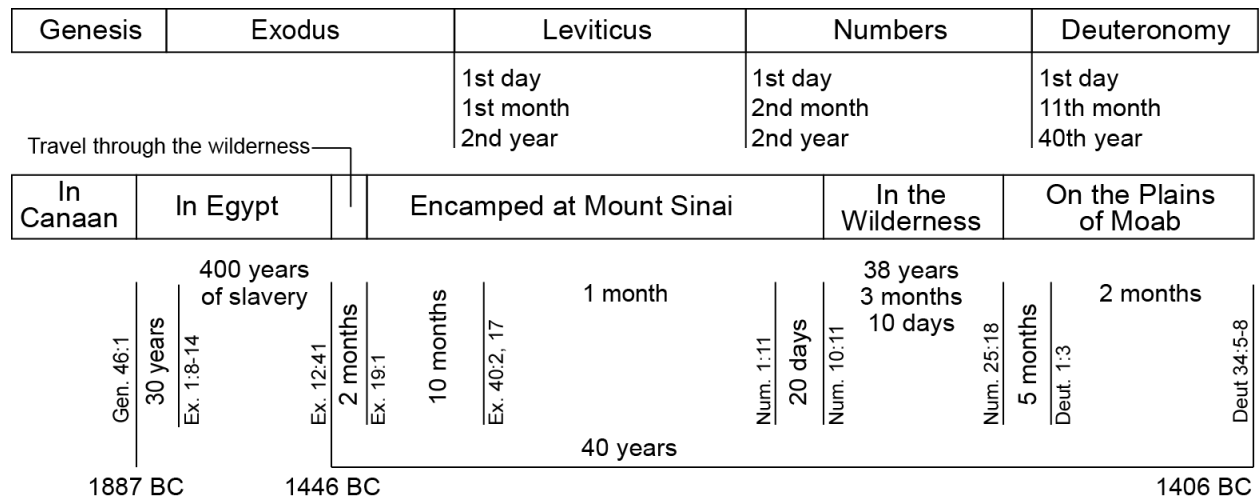 Genesis
Exodus
Leviticus
Numbers
Deuteronomy
1st day
1st month
2nd year
1st day
2nd month
2nd year
1st day
11th month
40th year
Travel through the wilderness
In
Canaan
In Egypt
Encamped at Mount Sinai
In the
Wilderness
On the Plains
of Moab
Gen. 46:1
30 years
Ex. 1:8-14
400 years
of slavery
Ex. 12:41
2 months
Ex. 19:1
10 months
Ex. 40:2, 17
1 month
Num. 1:11
20 days
Num. 10:11
38 years
3 months
10 days
Num. 25:18
5 months
Deut. 1:3
2 months
Deut 34:5-8
40 years
1887 BC
1446 BC
1406 BC